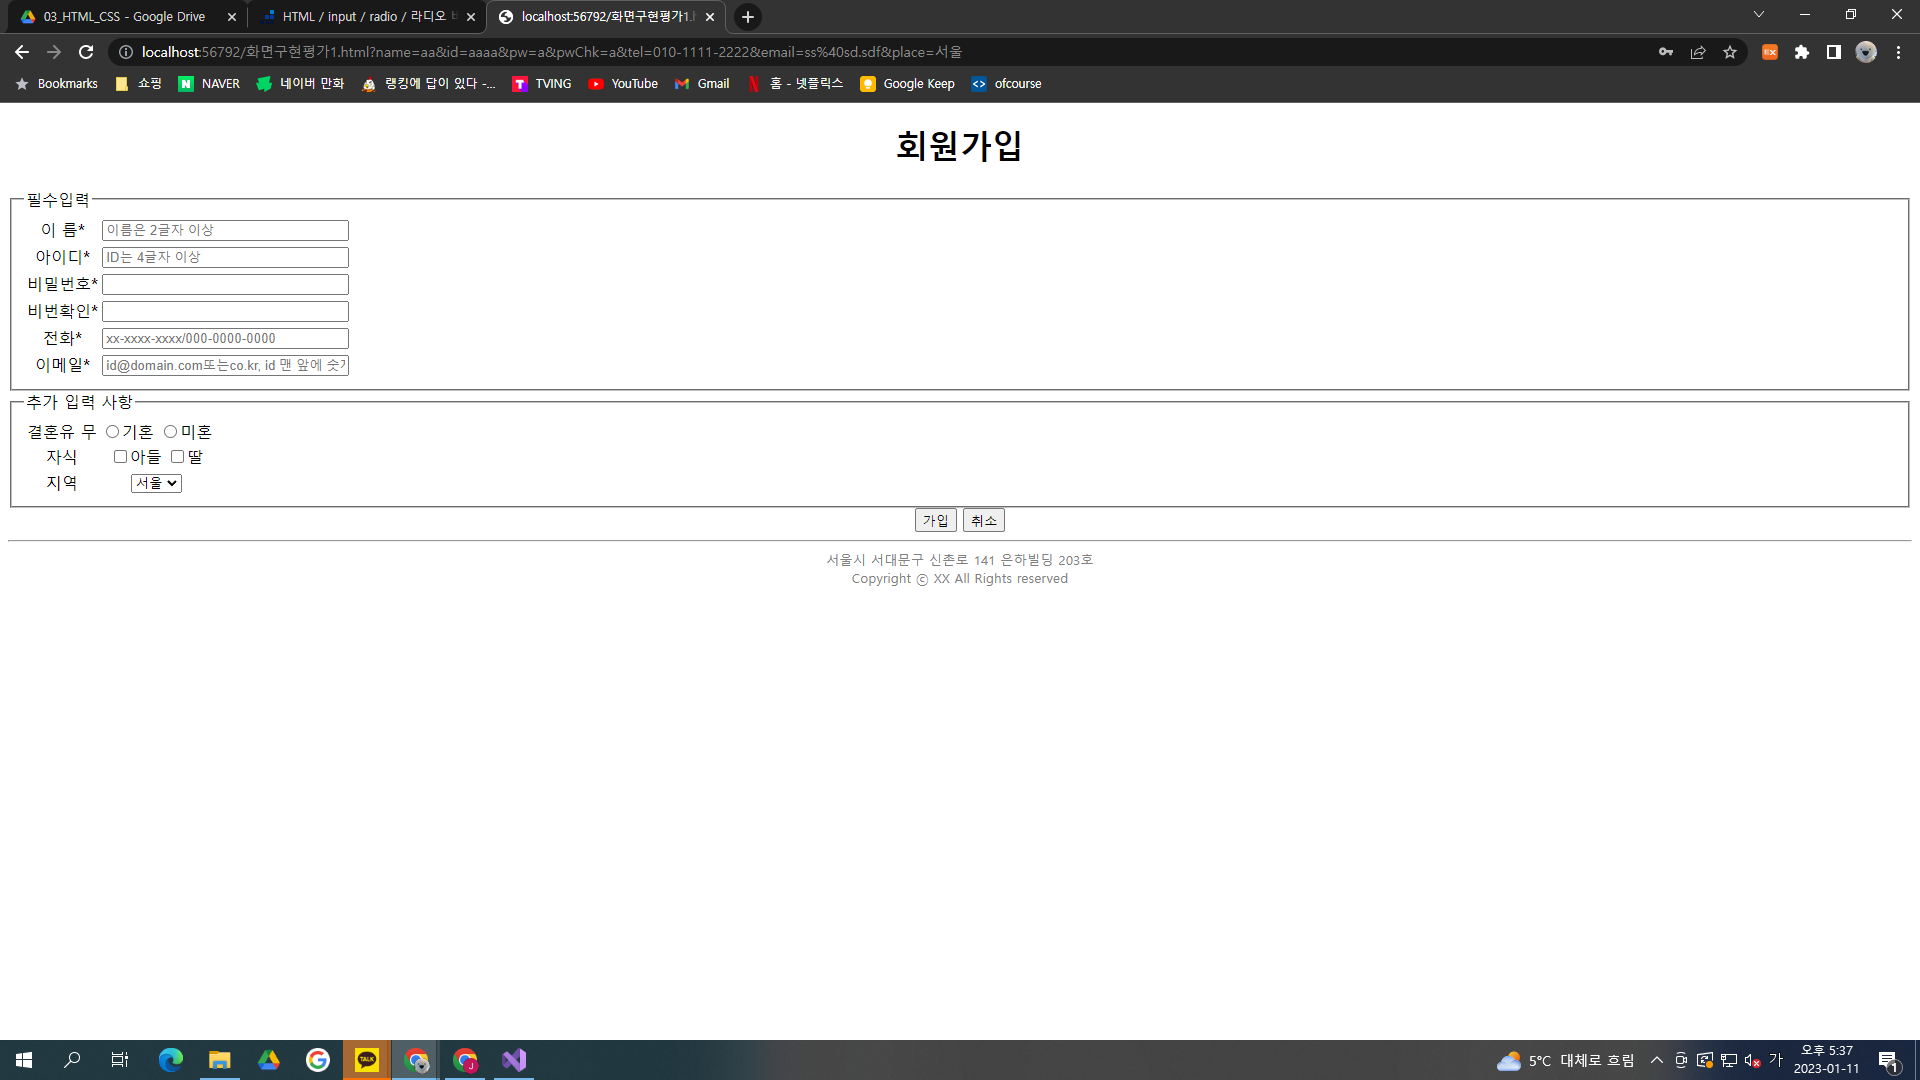 03_HTML_CSS - Google Drive
HTML / input / radio / 라디오
localhost:56792/화면구현평가1.h
localhost:56792/화면구현평가1.html?name=aa&id=aaaa&pw=a&pwChk=a&tel=010-1111-2222&email=ss%40sd.sdf&place=서울
Bookmarks 쇼핑 NAVER 네이버 만화 랭킹에 답이 있다 -... TVING YouTube Gmail 홈 - 넷플릭스 Google Keep ofcourse
회원가입
필수입력
이 름* 이름은 2글자 이상
아이디* ID는 4글자 이상
비밀번호*
비번확인*
전화* xx-xxxx-xxxx/000-0000-0000
이메일* id@domain.com또는co.kr, id 맨 앞에
추가 입력 사항
결혼유 무 기혼 미혼
자식 아들 딸
지역 서울
가입 취소
서울시 서대문구 신촌로 141 은하빌딩 203호
Copyright ⓒ XX All Rights reserved
TALK
5°C 대체로 흐림
가
오후 5:37
2023-01-11
1